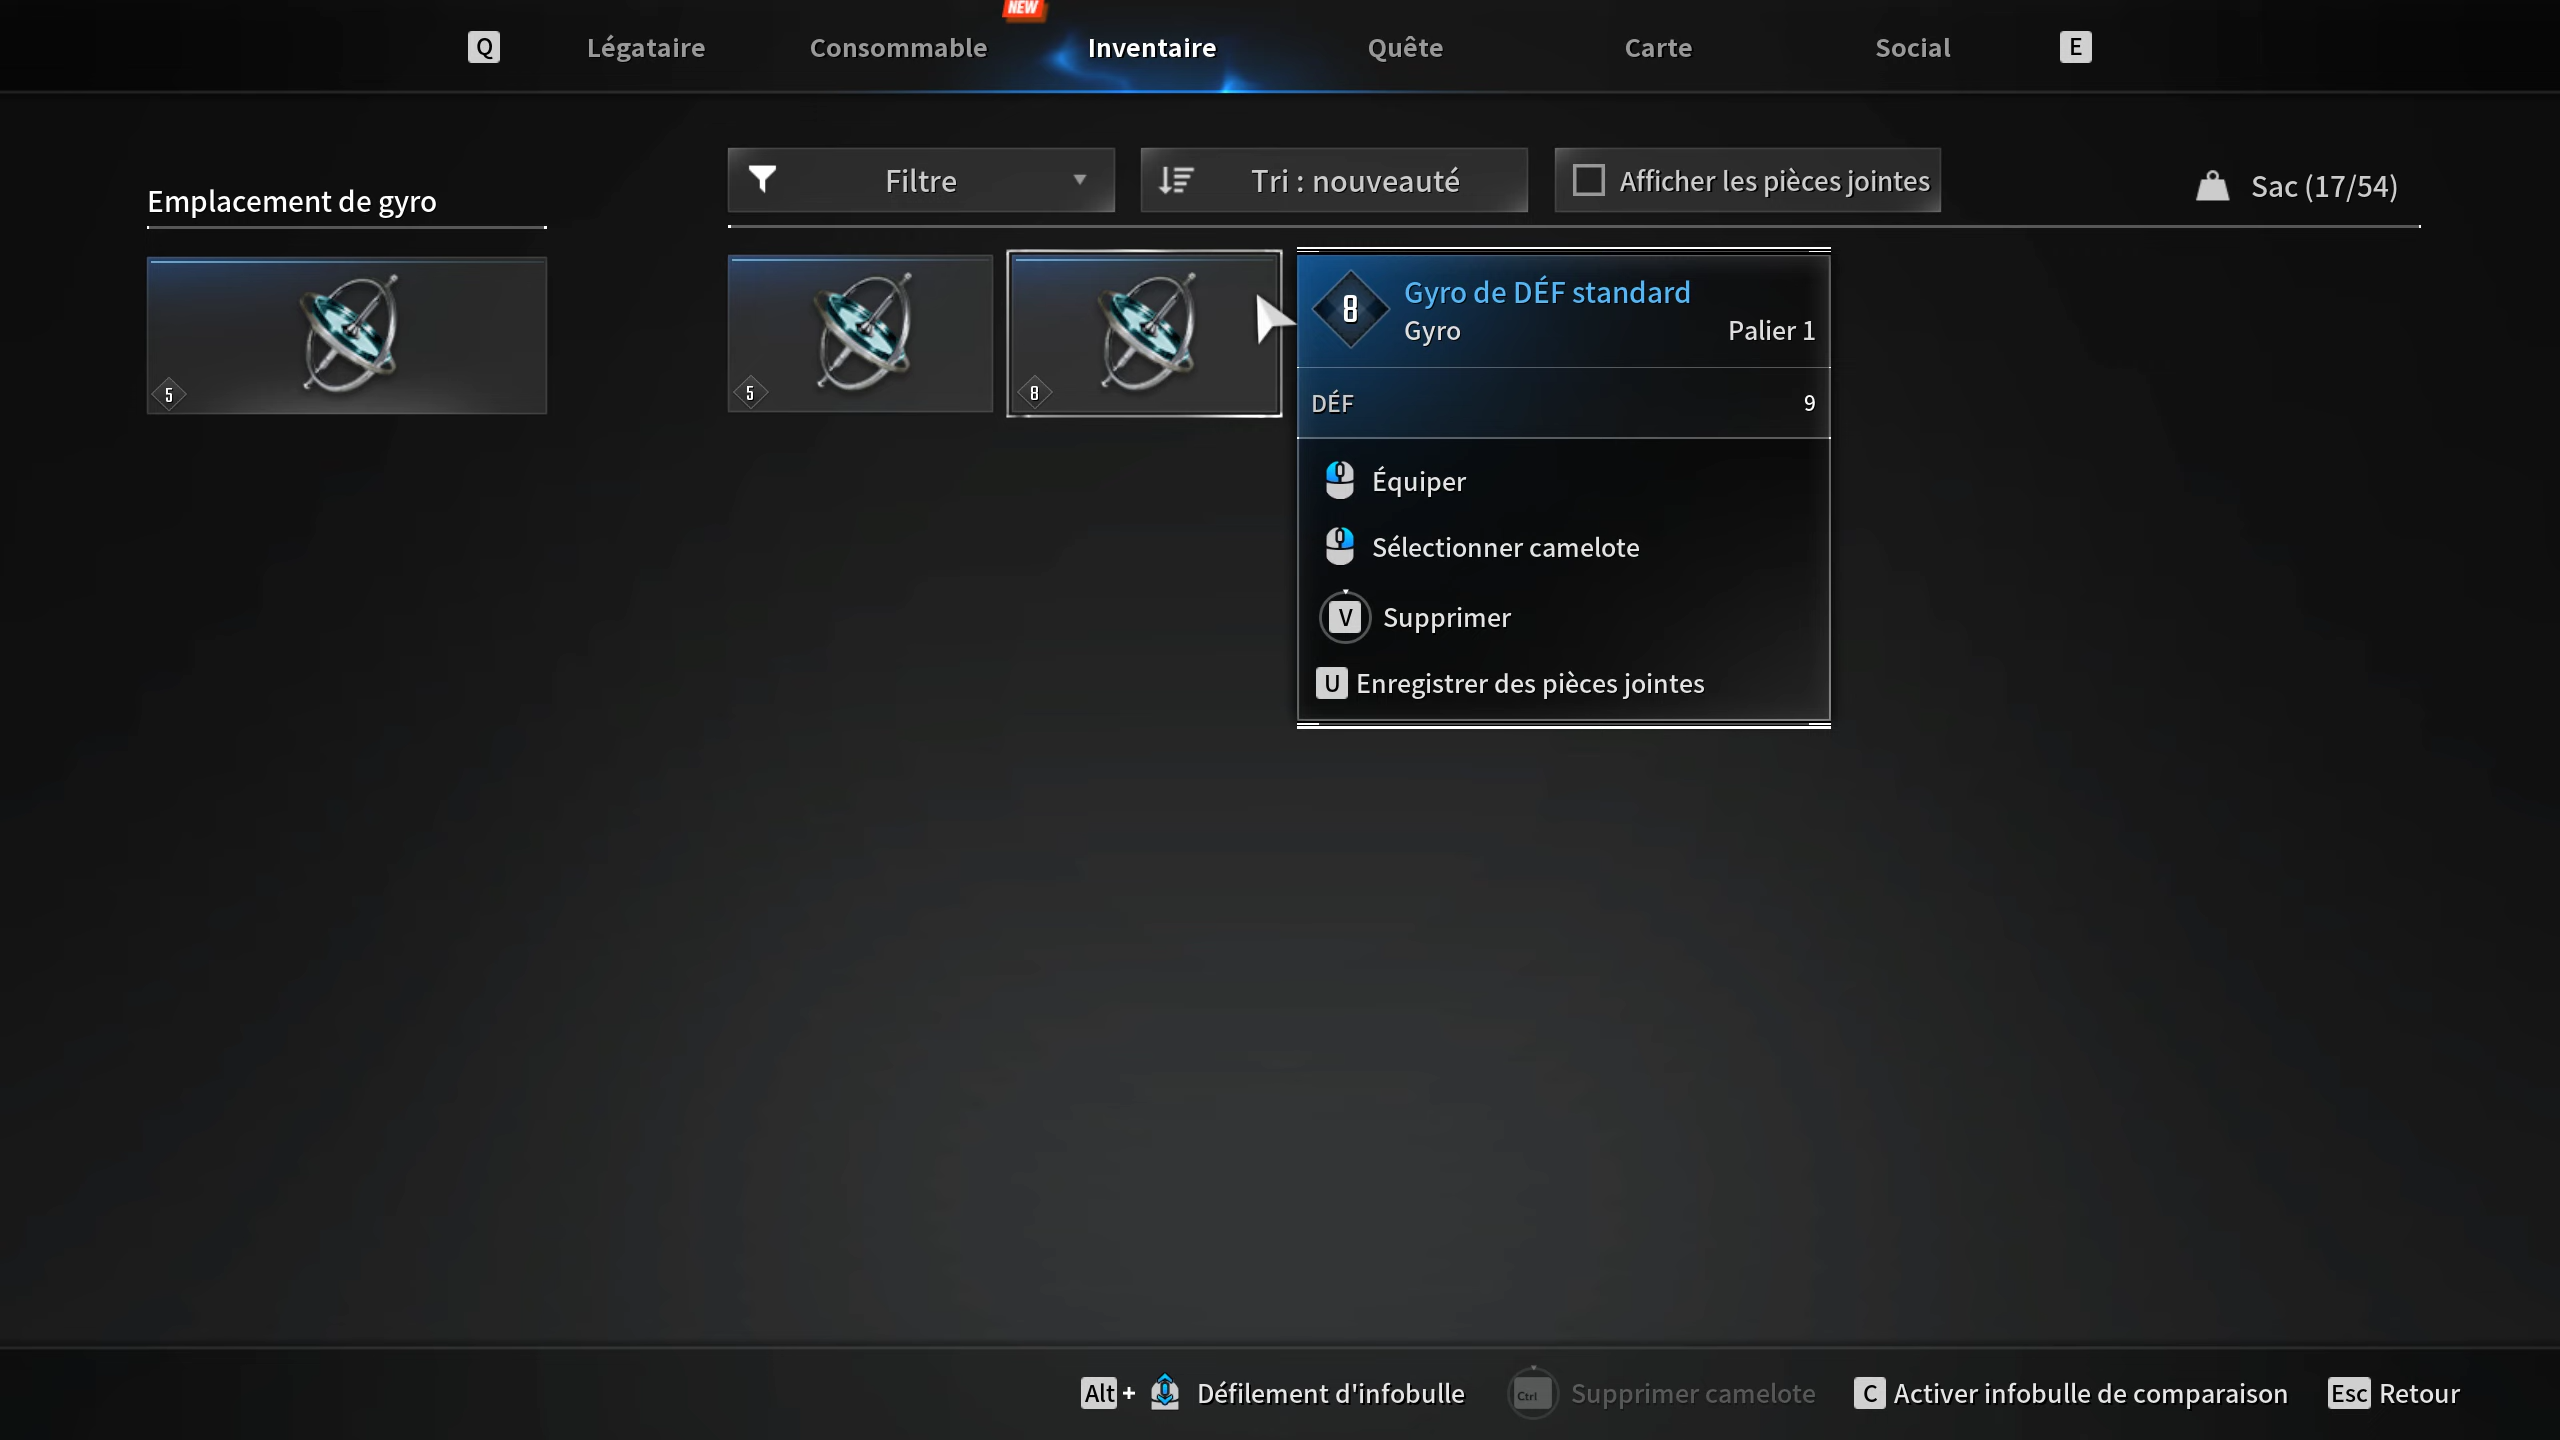 NEW
Q
Légataire
Consommable
Inventaire
Quête
Carte
Social
E
Emplacement de gyro
Filtre
Tri : nouveauté
Afficher les pièces jointes
Sac (17/54)
5
5
8
8
Gyro de DÉF standard
Gyro
Palier 1
DÉF
9
Équiper
Sélectionner camelote
V Supprimer
U Enregistrer des pièces jointes
Alt + Défilement d'infobulle
Ctrl Supprimer camelote
C Activer infobulle de comparaison
Esc Retour